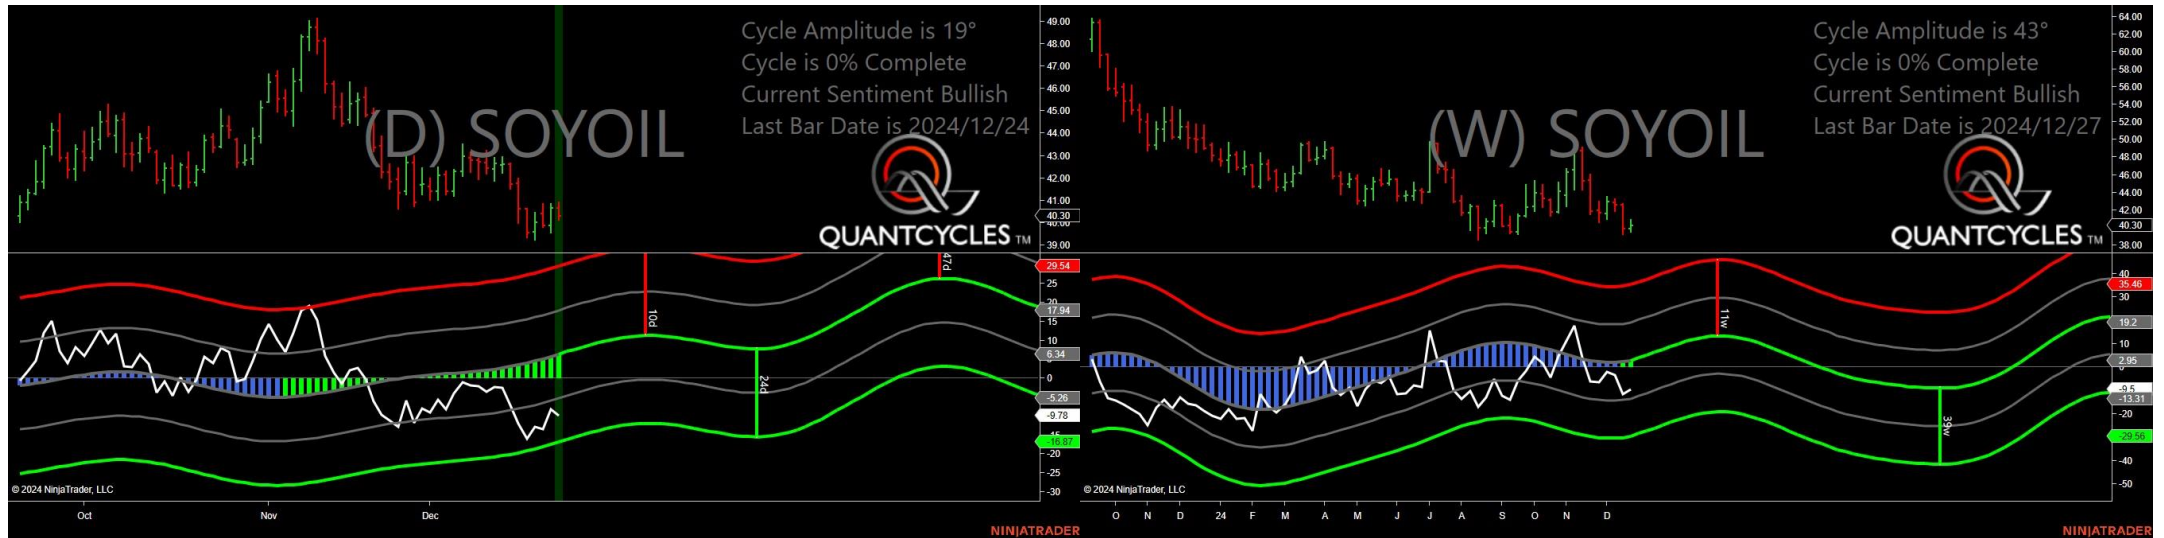 Cycle Amplitude is 19°
Cycle is 0% Complete
Current Sentiment Bullish
Last Bar Date is 2024/12/24
(D) SOYOIL
QUANTCYCLES TM
49.00
48.00
47.00
46.00
45.00
44.00
43.00
42.00
41.00
40.30
40.00
39.00
47d
10d
24d
29.54
25
20
17.94
15
10
6.34
0
-5.26
-9.78
-15
-16.87
-20
-25
-30
© 2024 NinjaTrader, LLC
Oct
Nov
Dec
NINJATRADER
Cycle Amplitude is 43°
Cycle is 0% Complete
Current Sentiment Bullish
Last Bar Date is 2024/12/27
(W) SOYOIL
QUANTCYCLES TM
64.00
62.00
60.00
58.00
56.00
54.00
52.00
50.00
48.00
46.00
44.00
42.00
40.30
38.00
11w
39w
40
35.46
30
19.2
10
2.95
0
-9.5
-13.31
-20
-29.56
-40
-50
© 2024 NinjaTrader, LLC
O N D 24 F M A M J J A S O N D
NINJATRADER